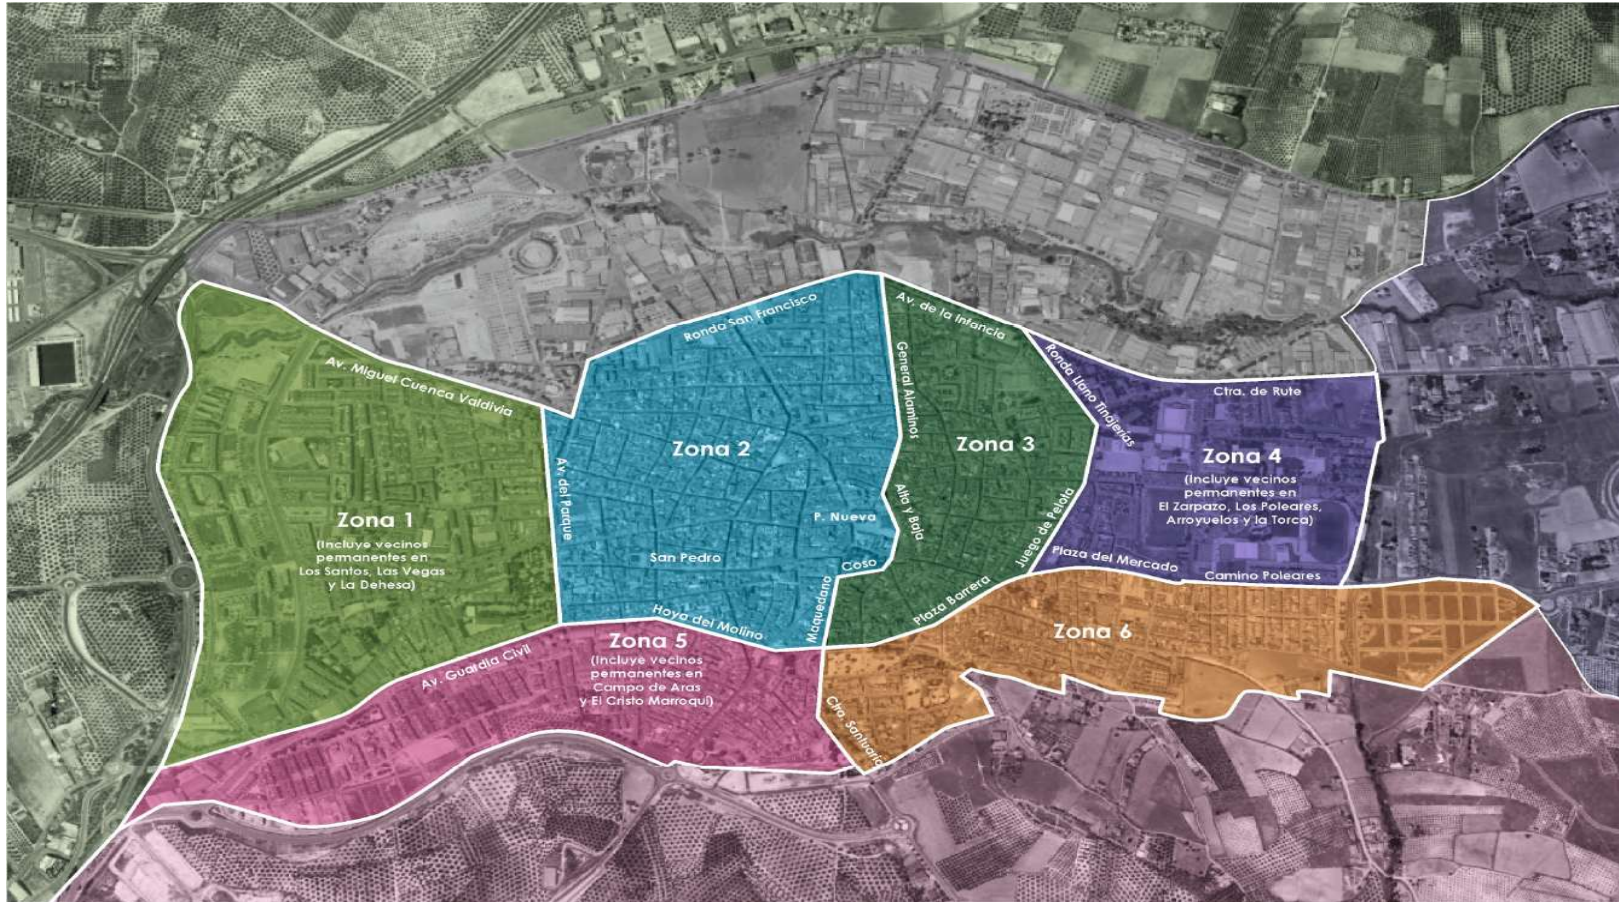 Ronda San Francisco
Av. de la Infancia
Av. Miguel Cuenca Valdivia
General Alaminos
Ronda Llano Tinajerías
Ctra. de Rute
Zona 2
Zona 3
Zona 4
(Incluye vecinos
permanentes en
El Zarpazo, Los Poleares,
Arroyuelos y la Torca)
Av. del Parque
Alta y Baja
Juego de Pelota
Zona 1
(Incluye vecinos
permanentes en
Los Santos, Las Vegas
y La Dehesa)
P. Nueva
San Pedro
Coso
Plaza del Mercado
Camino Poleares
Maquedano
Plaza Barrera
Hoya del Molino
Zona 5
(Incluye vecinos
permanentes en
Campo de Aras
y El Cristo Marroquí)
Av. Guardia Civil
Zona 6
Ctra. Santuario